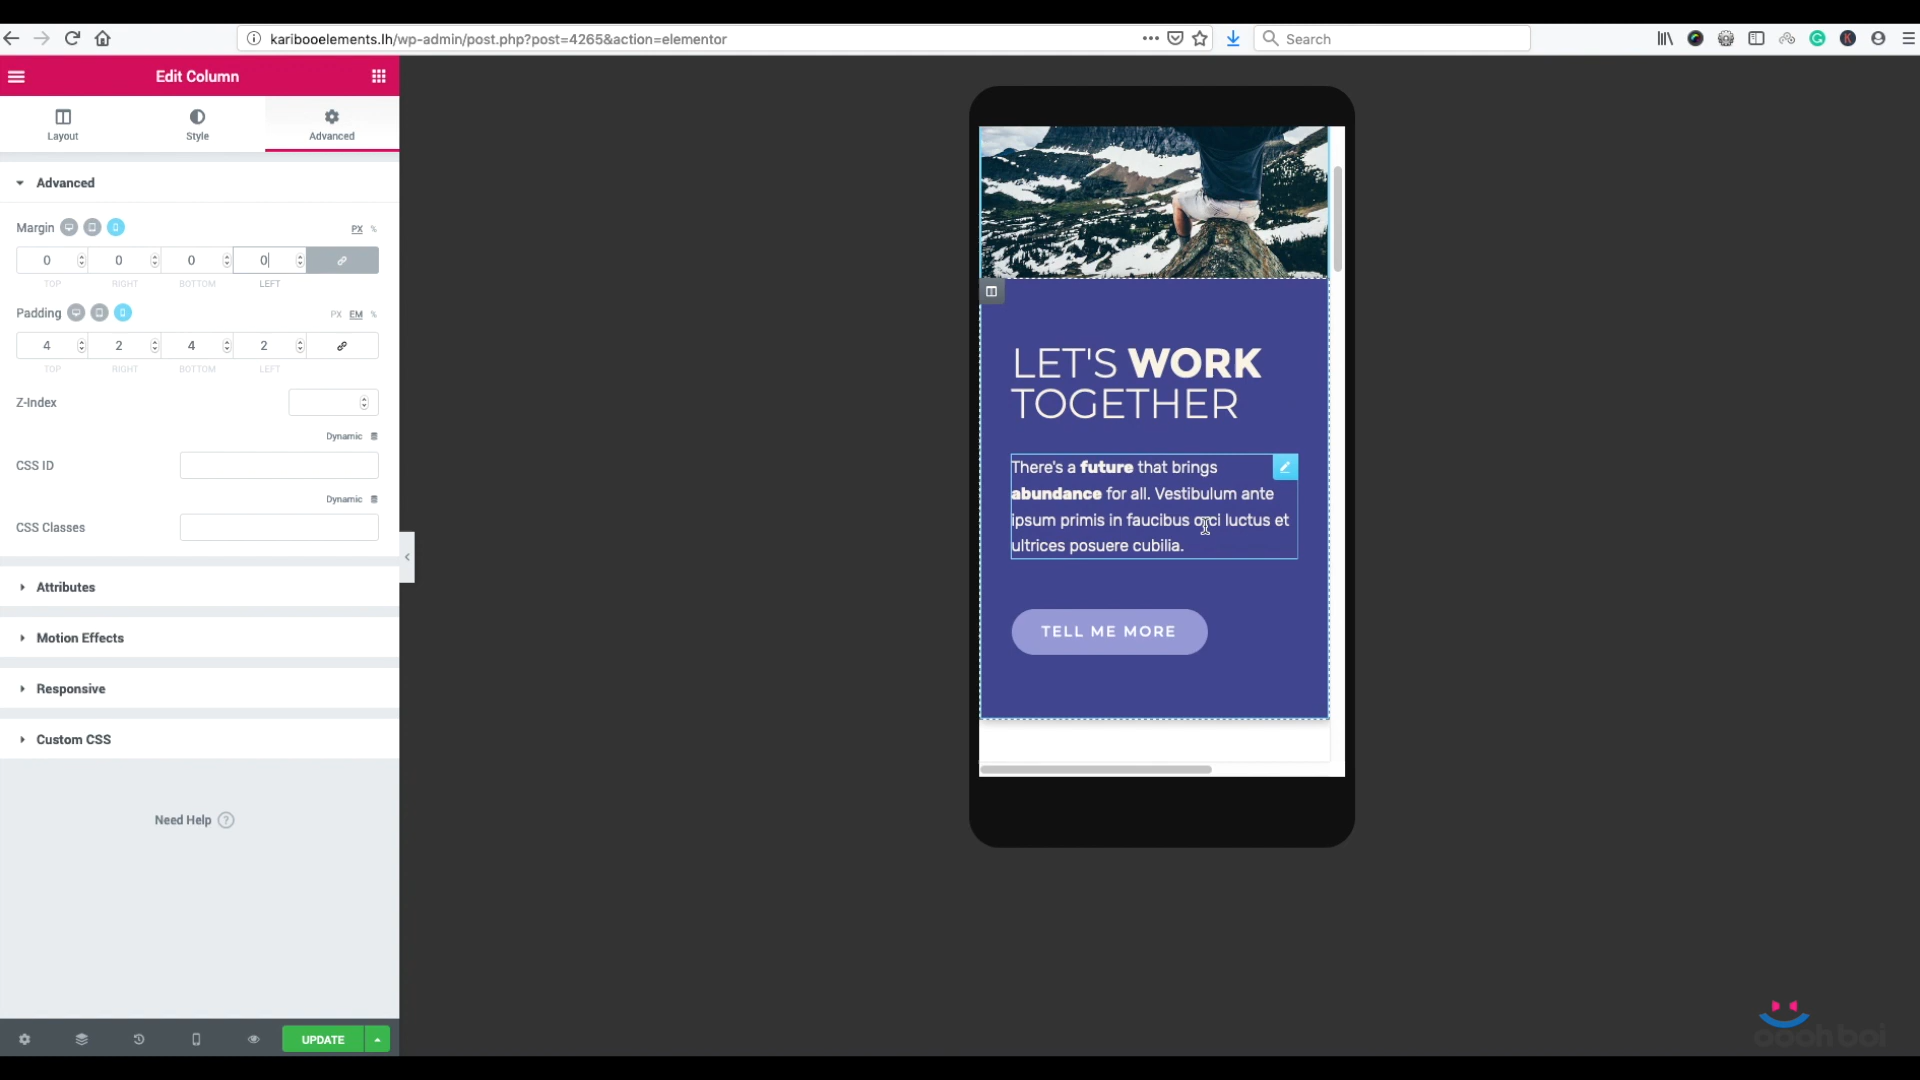 karibooelements.lh/wp-admin/post.php?post=4265&action=elementor
Search
Edit Column
Layout
Style
Advanced
Advanced
Margin
PX %
0 0 0 0
TOP RIGHT BOTTOM LEFT
Padding
PX EM %
4 2 4 2
TOP RIGHT BOTTOM LEFT
Z-Index
Dynamic
CSS ID
Dynamic
CSS Classes
Attributes
Motion Effects
Responsive
Custom CSS
Need Help ?
UPDATE
LET'S WORK
TOGETHER
There's a future that brings
abundance for all. Vestibulum ante
ipsum primis in faucibus orci luctus et
ultrices posuere cubilia.
TELL ME MORE
ooohboi